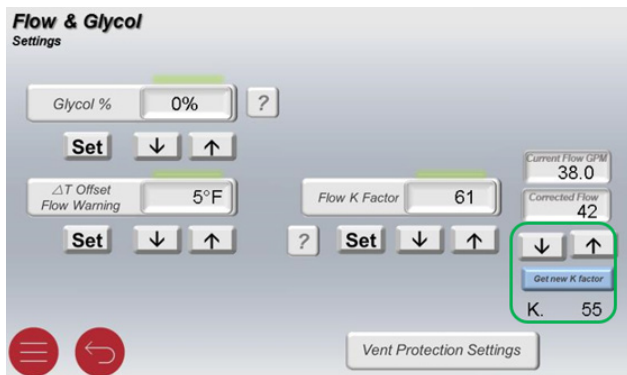 Flow & Glycol
Settings
Glycol %
0%
?
Set
△T Offset
Flow Warning
5°F
Set
Flow K Factor
61
?
Set
Current Flow GPM
38.0
Corrected Flow
42
Get new K factor
K. 55
Vent Protection Settings